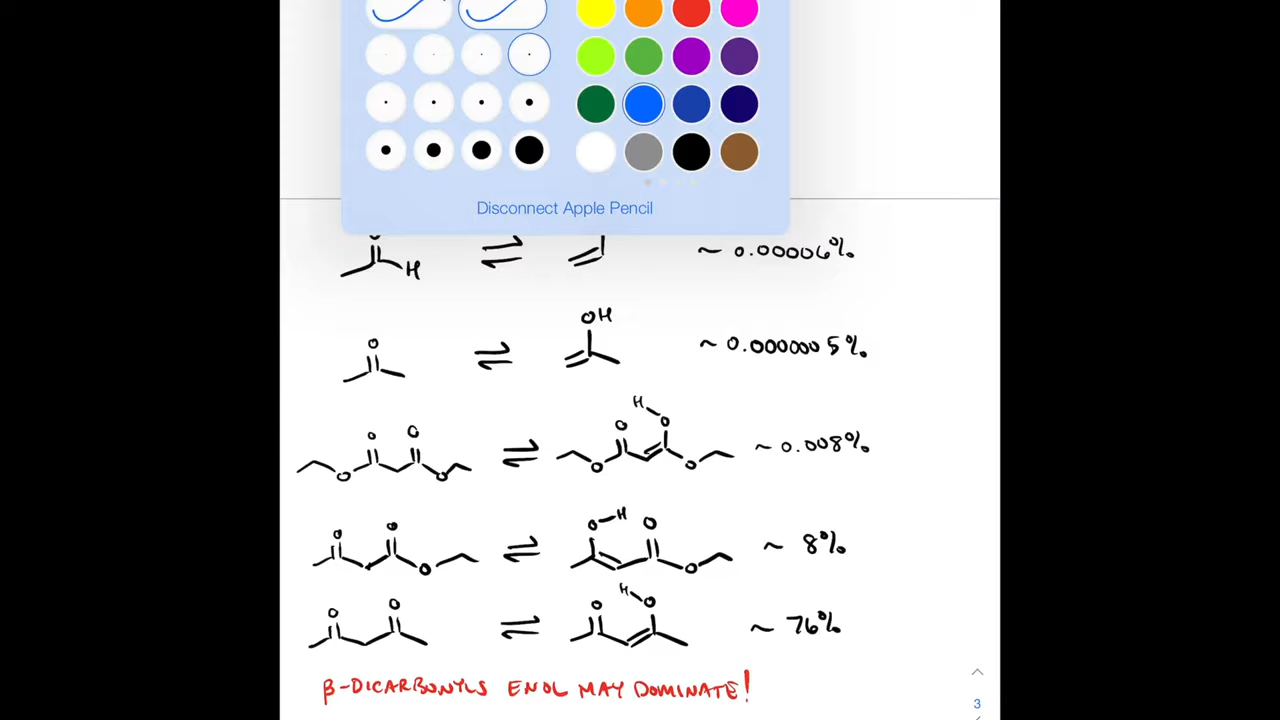 Disconnect Apple Pencil
H
~ 0.00006%
OH
O
~ 0.0000005%
H
O O O O
~ 0.008%
O O O O
O H O
O O
~ 8%
O O
H
O O O O
~ 76%
β-DICARBONYLS ENOL MAY DOMINATE!
3